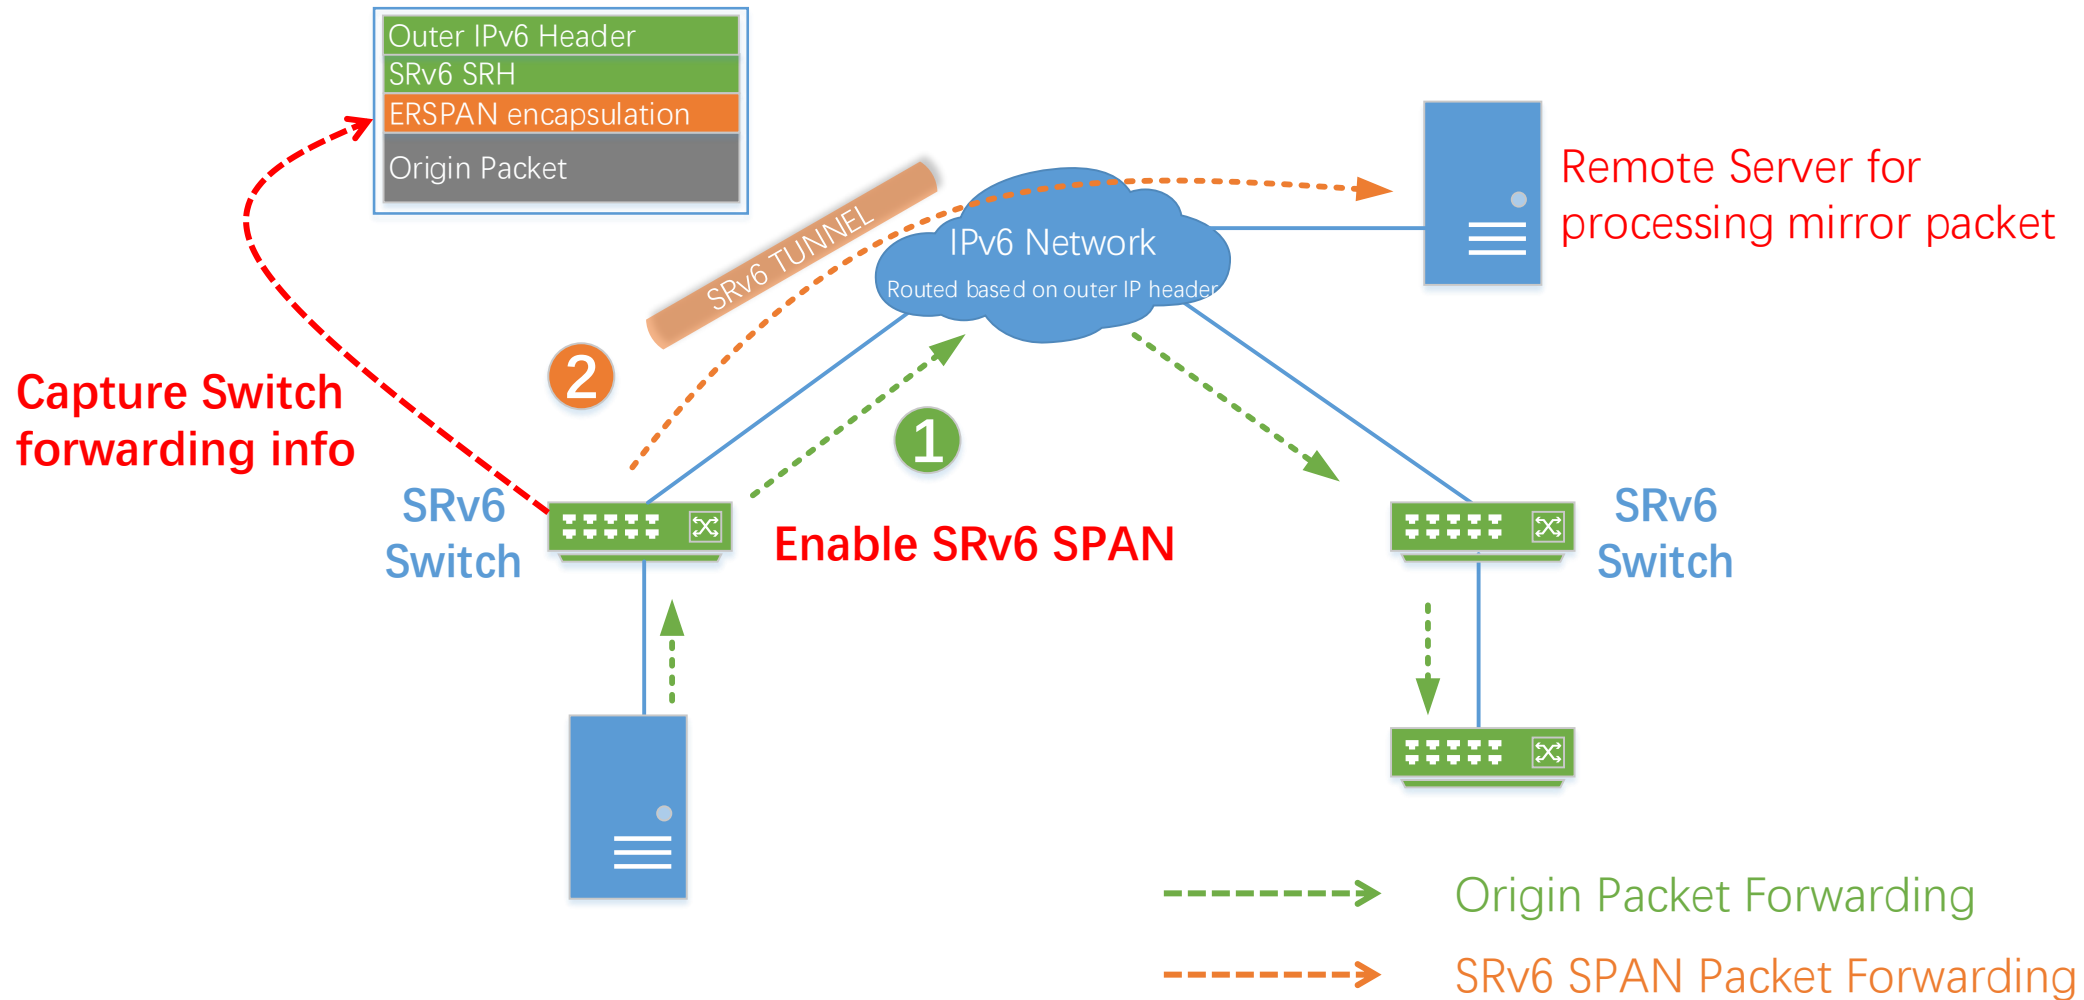 Outer IPv6 Header
SRv6 SRH
ERSPAN encapsulation
Origin Packet
Remote Server for
processing mirror packet
SRv6 TUNNEL
IPv6 Network
Routed based on outer IP header
Capture Switch
forwarding info
2
1
SRv6
Switch
Enable SRv6 SPAN
SRv6
Switch
Origin Packet Forwarding
SRv6 SPAN Packet Forwarding